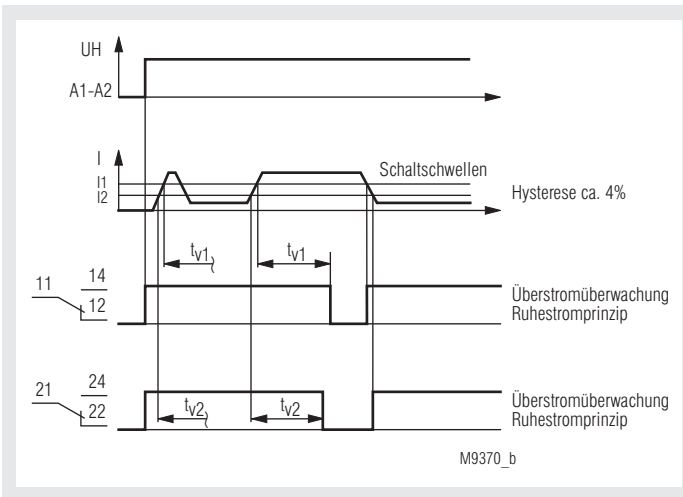 UH
A1-A2
I
I1
I2
Schaltschwellen
Hysterese ca. 4%
tv1
tv1
11
14
12
Überstromüberwachung
Ruhestromprinzip
21
24
22
tv2
tv2
Überstromüberwachung
Ruhestromprinzip
M9370_b